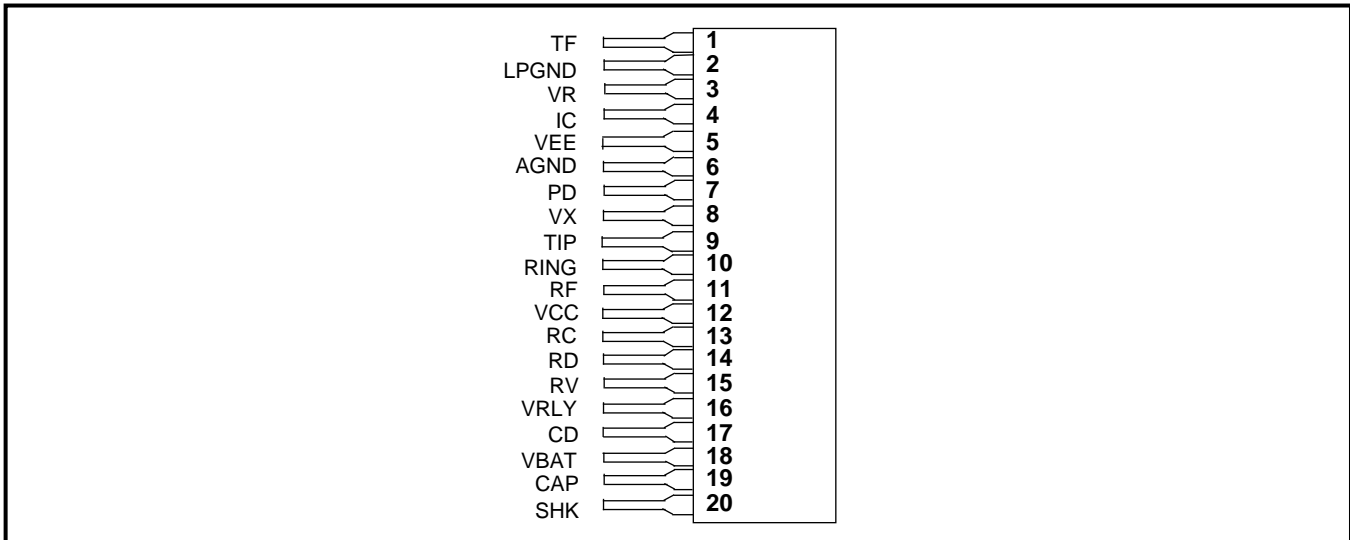 TF 1
LPGND 2
VR 3
IC 4
VEE 5
AGND 6
PD 7
VX 8
TIP 9
RING 10
RF 11
VCC 12
RC 13
RD 14
RV 15
VRLY 16
CD 17
VBAT 18
CAP 19
SHK 20